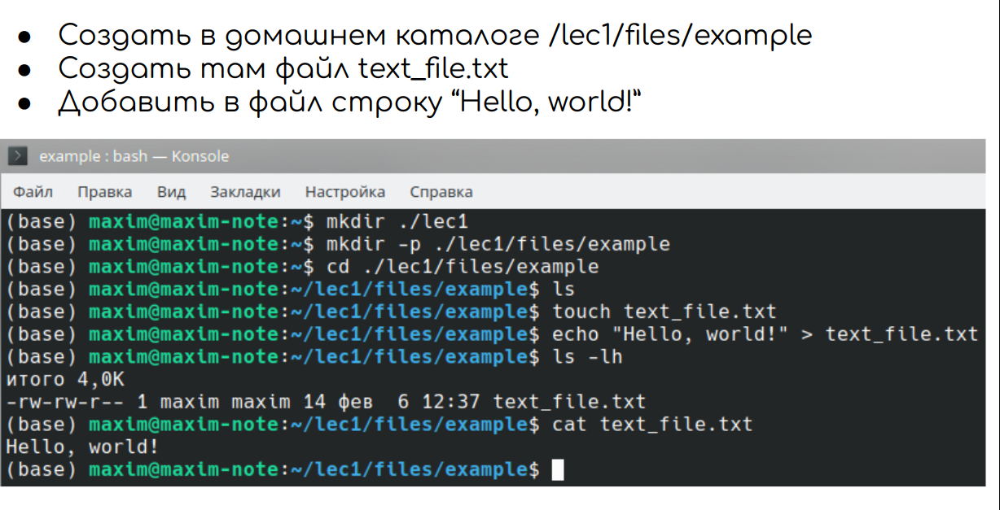 ● Создать в домашнем каталоге /lec1/files/example
● Создать там файл text_file.txt
● Добавить в файл строку “Hello, world!”
example : bash — Konsole
Файл Правка Вид Закладки Настройка Справка
(base) maxim@maxim-note:~$ mkdir ./lec1
(base) maxim@maxim-note:~$ mkdir -p ./lec1/files/example
(base) maxim@maxim-note:~$ cd ./lec1/files/example
(base) maxim@maxim-note:~/lec1/files/example$ ls
(base) maxim@maxim-note:~/lec1/files/example$ touch text_file.txt
(base) maxim@maxim-note:~/lec1/files/example$ echo "Hello, world!" > text_file.txt
(base) maxim@maxim-note:~/lec1/files/example$ ls -lh
итого 4,0K
-rw-rw-r-- 1 maxim maxim 14 фев  6 12:37 text_file.txt
(base) maxim@maxim-note:~/lec1/files/example$ cat text_file.txt
Hello, world!
(base) maxim@maxim-note:~/lec1/files/example$